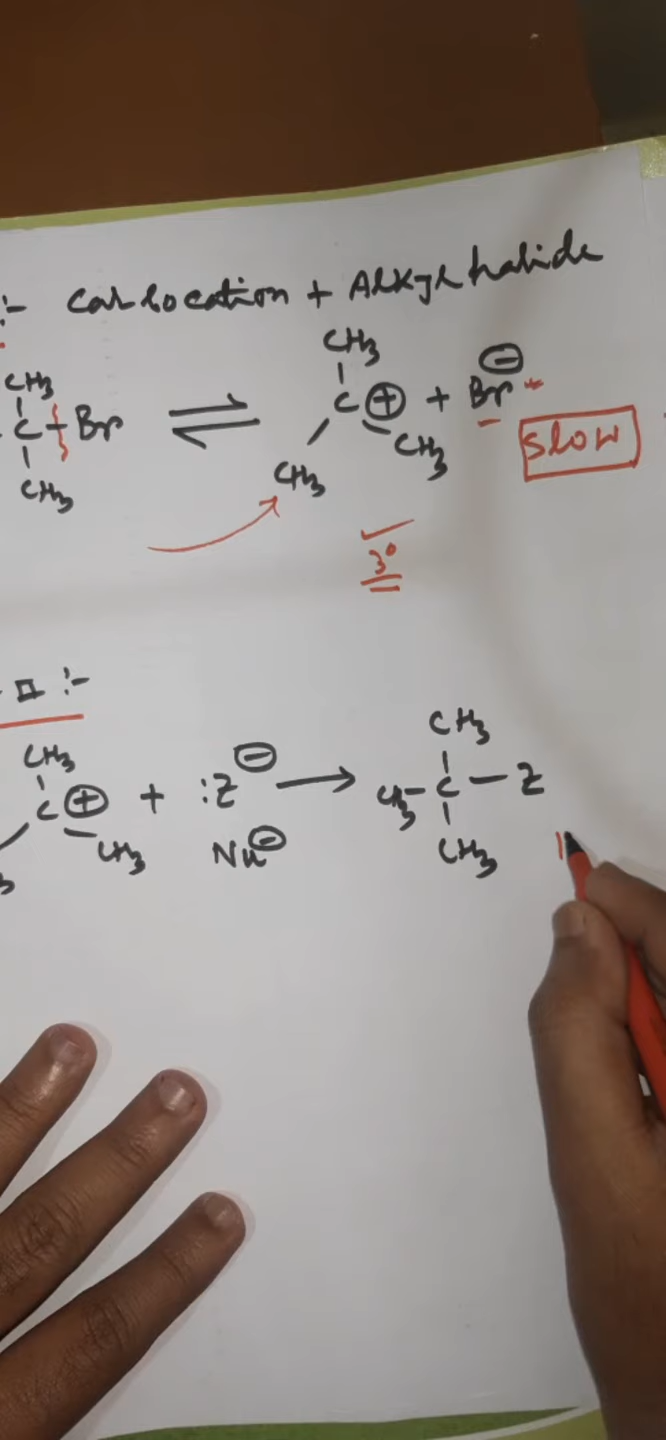 :- Carbocation + Alkyl halide
CH3 CH3
C + Br ⇌ C ⊕ + Br ⊖
CH3 CH3 CH3 SLOW
3°
II :-
CH3 CH3
C ⊕ + :Z ⊖ → CH3 - C - Z
3 CH3 Nu ⊖ CH3